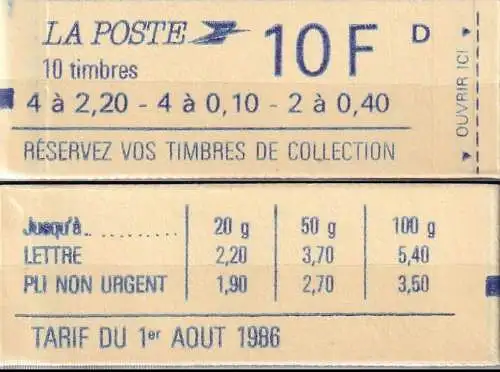 LA POSTE 10 F D
10 timbres
4 à 2,20 - 4 à 0,10 - 2 à 0,40
RÉSERVEZ VOS TIMBRES DE COLLECTION
OUVRIR ICI
Jusqu'à.. ............ 20 g 50 g 100 g
LETTRE 2,20 3,70 5,40
PLI NON URGENT 1,90 2,70 3,50
TARIF DU 1er AOUT 1986